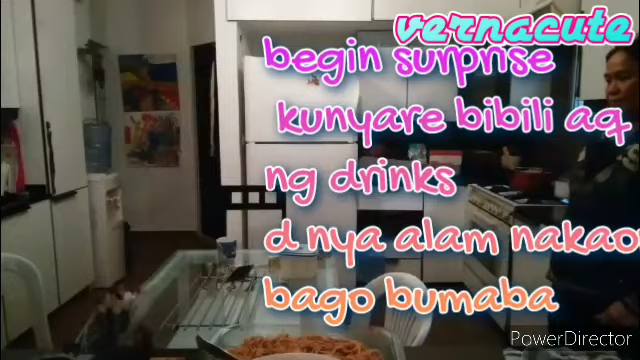 vernacute
begin surprise
kunyare bibili aq
ng drinks
d nya alam nakao
bago bumaba
PowerDirector